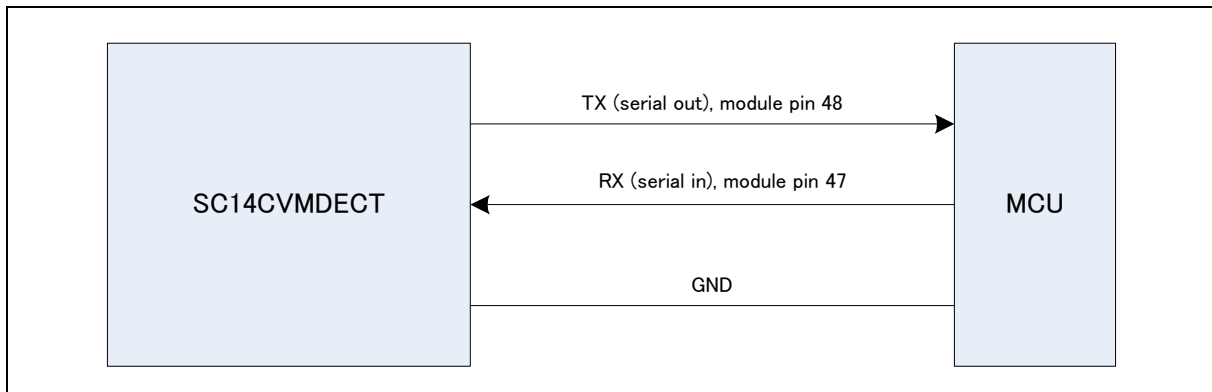 TX (serial out), module pin 48
RX (serial in), module pin 47
SC14CVMDECT
MCU
GND